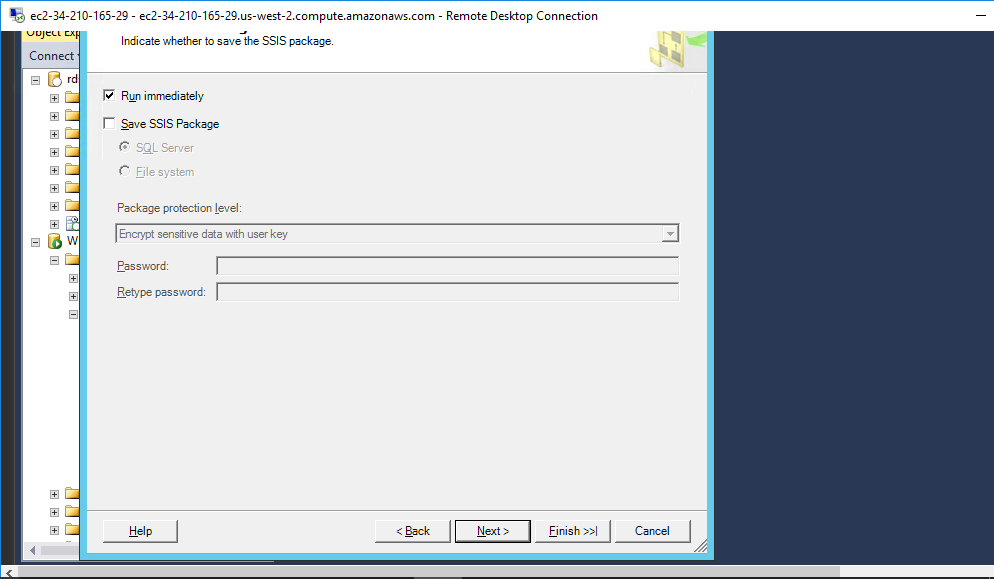 ec2-34-210-165-29 - ec2-34-210-165-29.us-west-2.compute.amazonaws.com - Remote Desktop Connection
Object Exp
Indicate whether to save the SSIS package.
Connect
rd
Run immediately
Save SSIS Package
SQL Server
File system
Package protection level:
W
Encrypt sensitive data with user key
Password:
Retype password:
Help
< Back
Next >
Finish >>|
Cancel